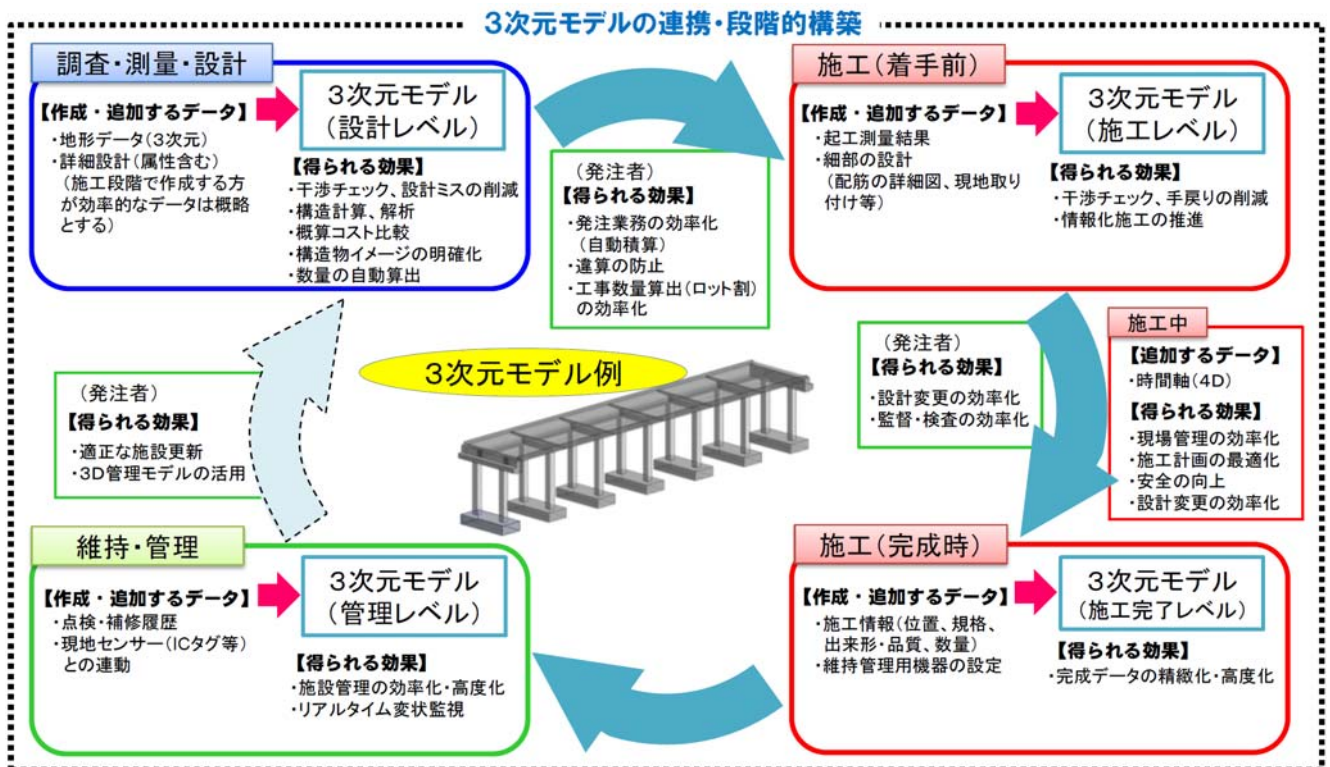 3次元モデルの連携・段階的構築
調査・測量・設計
【作成・追加するデータ】
・地形データ(3次元)
・詳細設計(属性含む)
(施工段階で作成する方
が効率的なデータは概略
とする)
3次元モデル
(設計レベル)
【得られる効果】
・干渉チェック、設計ミスの削減
・構造計算、解析
・概算コスト比較
・構造物イメージの明確化
・数量の自動算出
(発注者)
【得られる効果】
・発注業務の効率化
(自動積算)
・違算の防止
・工事数量算出(ロット割)
の効率化
施工(着手前)
【作成・追加するデータ】
・起工測量結果
・細部の設計
(配筋の詳細図、現地取り
付け等)
3次元モデル
(施工レベル)
【得られる効果】
・干渉チェック、手戻りの削減
・情報化施工の推進
(発注者)
【得られる効果】
・設計変更の効率化
・監督・検査の効率化
施工中
【追加するデータ】
・時間軸(4D)
【得られる効果】
・現場管理の効率化
・施工計画の最適化
・安全の向上
・設計変更の効率化
3次元モデル例
(発注者)
【得られる効果】
・適正な施設更新
・3D管理モデルの活用
維持・管理
【作成・追加するデータ】
・点検・補修履歴
・現地センサー(ICタグ等)
との連動
3次元モデル
(管理レベル)
【得られる効果】
・施設管理の効率化・高度化
・リアルタイム変状監視
施工(完成時)
【作成・追加するデータ】
・施工情報(位置、規格、
出来形・品質、数量)
・維持管理用機器の設定
3次元モデル
(施工完了レベル)
【得られる効果】
・完成データの精緻化・高度化